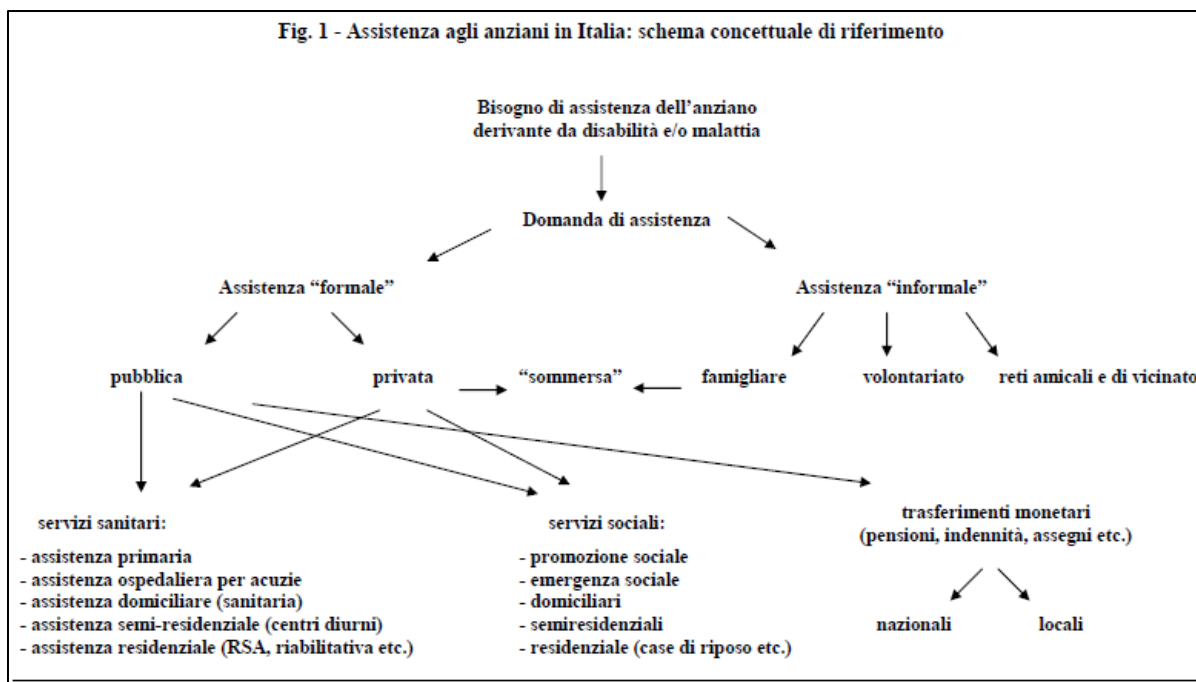 Fig. 1 - Assistenza agli anziani in Italia: schema concettuale di riferimento
Bisogno di assistenza dell’anziano
derivante da disabilità e/o malattia
Domanda di assistenza
Assistenza “formale”
Assistenza “informale”
pubblica
privata
“sommersa”
famigliare
volontariato
reti amicali e di vicinato
servizi sanitari:
- assistenza primaria
- assistenza ospedaliera per acuzie
- assistenza domiciliare (sanitaria)
- assistenza semi-residenziale (centri diurni)
- assistenza residenziale (RSA, riabilitativa etc.)
servizi sociali:
- promozione sociale
- emergenza sociale
- domiciliari
- semiresidenziali
- residenziale (case di riposo etc.)
trasferimenti monetari
(pensioni, indennità, assegni etc.)
nazionali
locali